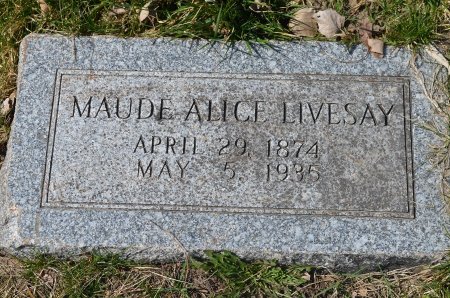 MAUDE ALICE LIVESAY
APRIL 29, 1874
MAY 5, 1935